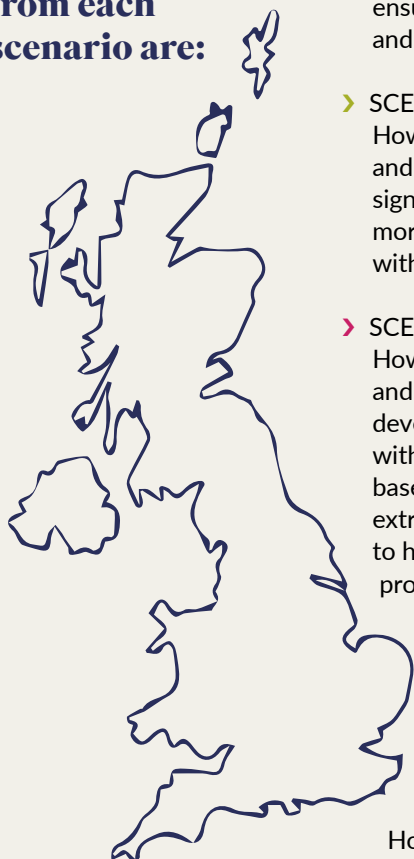 from each
scenario are:
ensu
and
› SCE
How
and
sign
mor
with
› SCE
How
and
deve
with
base
extr
to h
pro
Ho